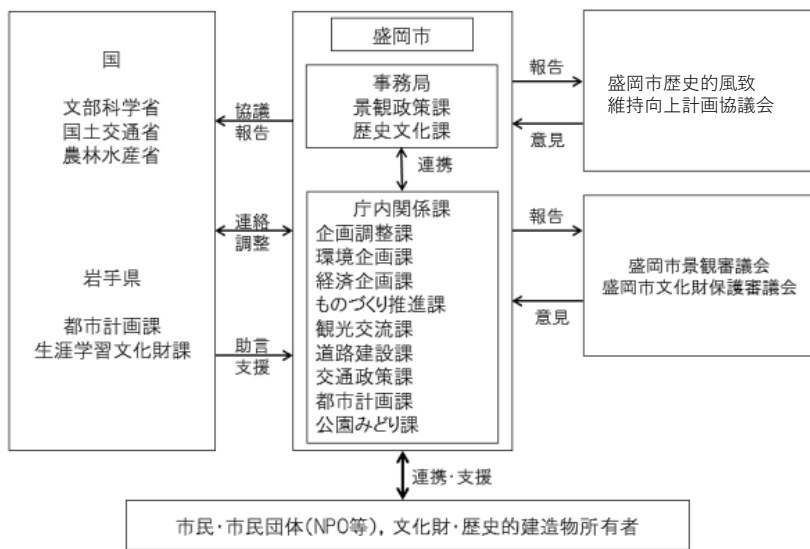 国
文部科学省
国土交通省
農林水産省
岩手県
都市計画課
生涯学習文化財課
協議
報告
連絡
調整
助言
支援
盛岡市
事務局
景観政策課
歴史文化課
連携
庁内関係課
企画調整課
環境企画課
経済企画課
ものづくり推進課
観光交流課
道路建設課
交通政策課
都市計画課
公園みどり課
報告
意見
盛岡市歴史的風致
維持向上計画協議会
報告
意見
盛岡市景観審議会
盛岡市文化財保護審議会
連携・支援
市民・市民団体(NPO等), 文化財・歴史的建造物所有者